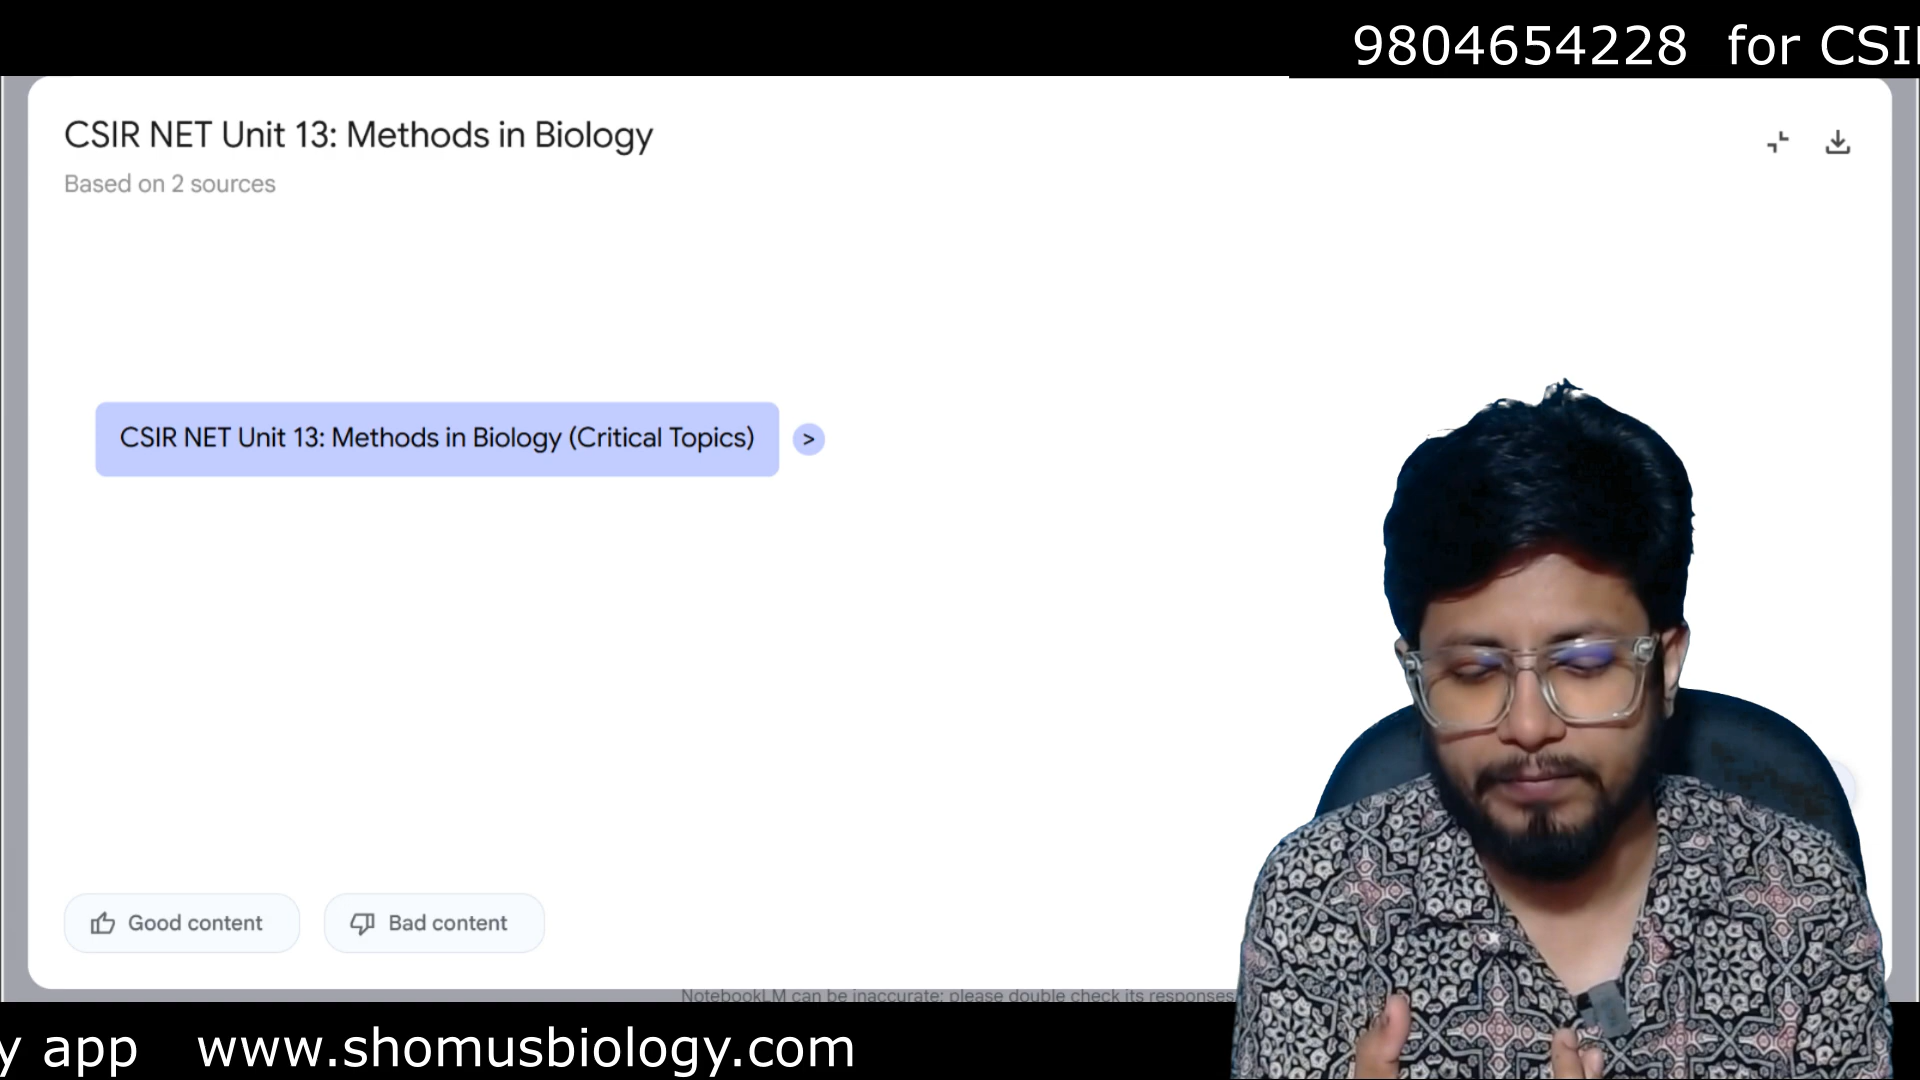 9804654228 for CSI
CSIR NET Unit 13: Methods in Biology
Based on 2 sources
CSIR NET Unit 13: Methods in Biology (Critical Topics) >
Good content
Bad content
NotebookLM can be inaccurate; please double check its responses
y app www.shomusbiology.com